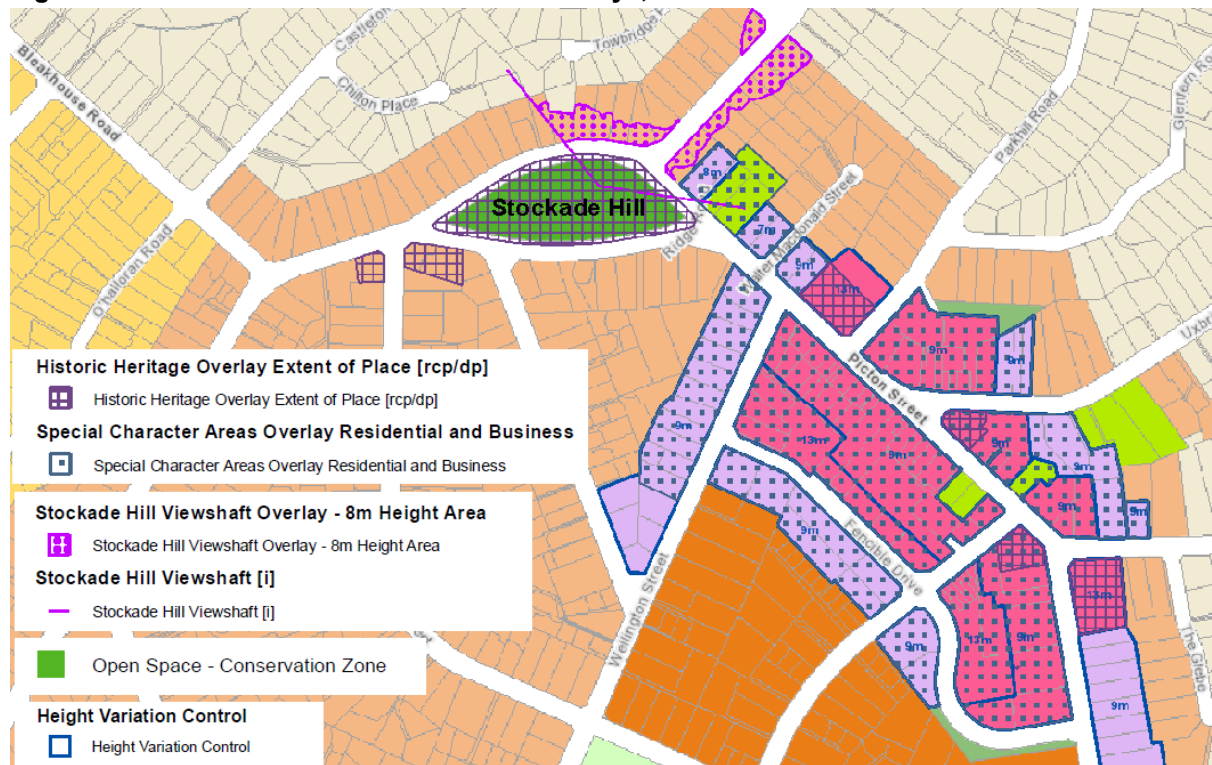 Castlefo
Towbridge P
Bleakhouse Road
Chilton Place
Parkhill Road
Glenfern Ro
8m
Stockade Hill
Ridge R
7m
Walter Macdonald Street
O'halloran Road
9m
13m
Uxbri
Historic Heritage Overlay Extent of Place [rcp/dp]
Historic Heritage Overlay Extent of Place [rcp/dp]
Special Character Areas Overlay Residential and Business
Special Character Areas Overlay Residential and Business
Stockade Hill Viewshaft Overlay - 8m Height Area
Stockade Hill Viewshaft Overlay - 8m Height Area
Stockade Hill Viewshaft [i]
Stockade Hill Viewshaft [i]
Open Space - Conservation Zone
Height Variation Control
Height Variation Control
9m
9m
Picton Street
9m
13m
9m
9m
9m
9m
9m
9m
Fencible Drive
Wellington Street
13m
9m
13m
9m
The Glebe
9m